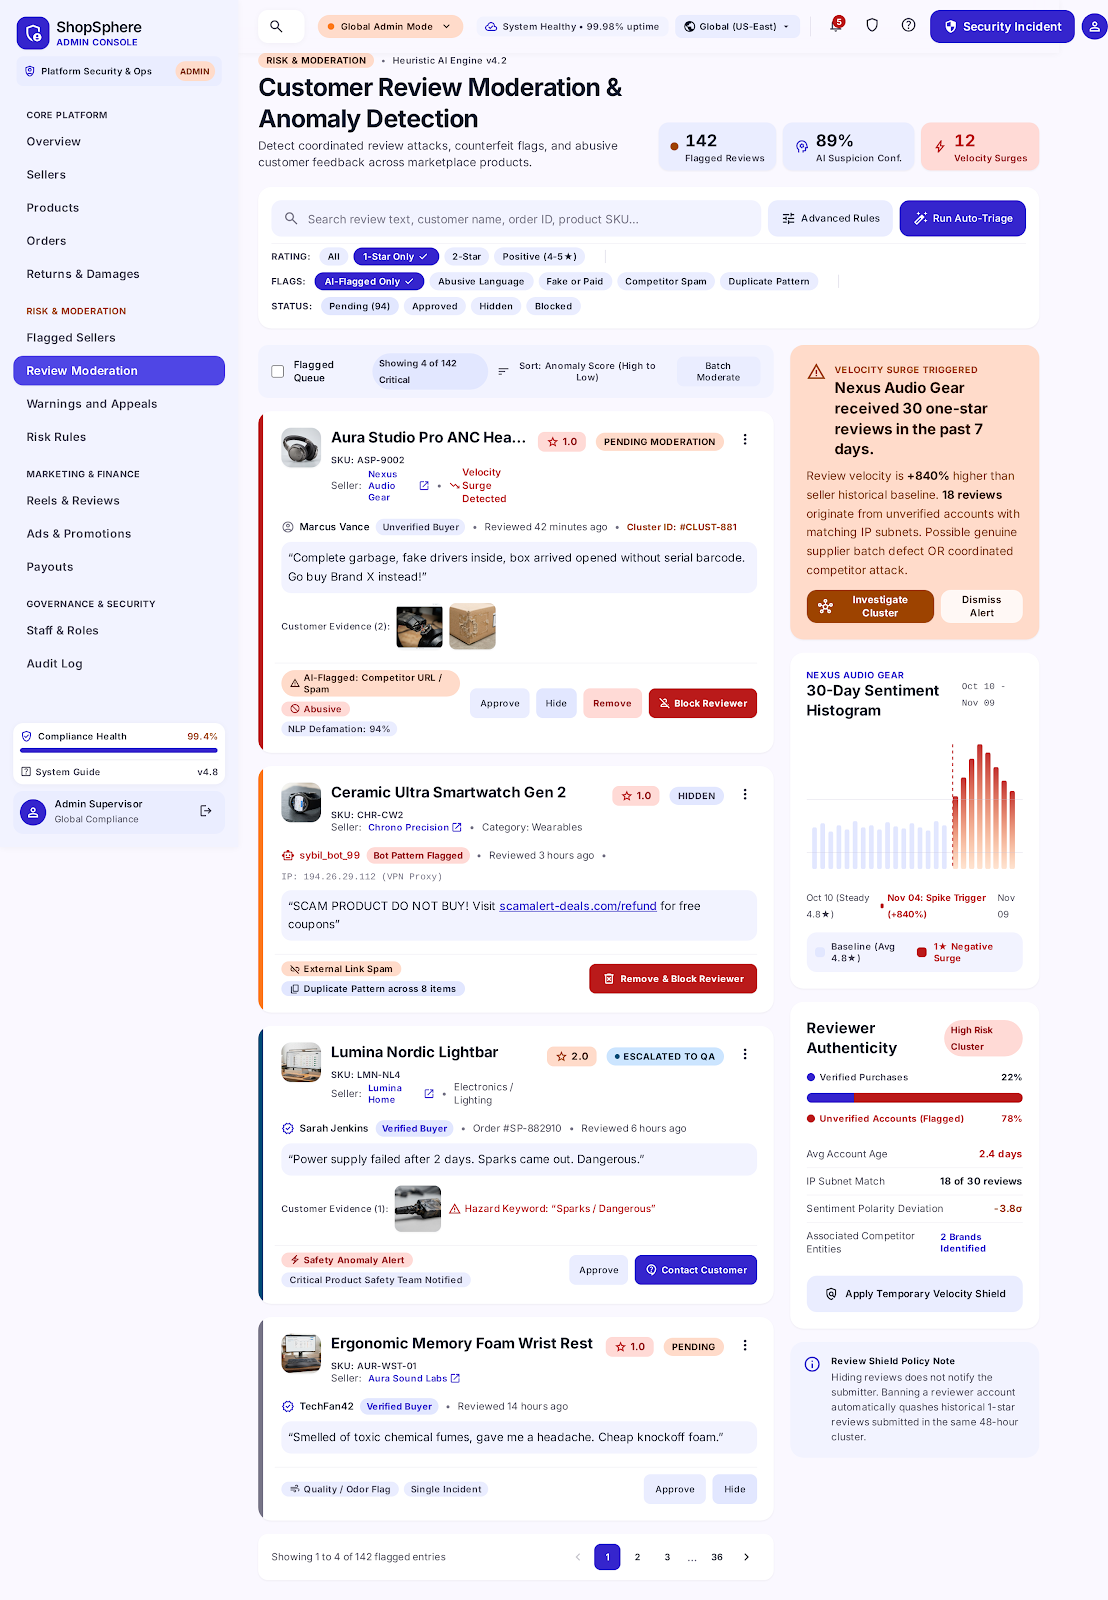 ShopSphere
ADMIN CONSOLE
Platform Security & Ops
ADMIN
CORE PLATFORM
Overview
Sellers
Products
Orders
Returns & Damages
RISK & MODERATION
Flagged Sellers
Review Moderation
Warnings and Appeals
Risk Rules
MARKETING & FINANCE
Reels & Reviews
Ads & Promotions
Payouts
GOVERNANCE & SECURITY
Staff & Roles
Audit Log
Compliance Health
99.4%
System Guide
v4.8
Admin Supervisor
Global Compliance
Global Admin Mode
System Healthy • 99.98% uptime
Global (US-East)
5
Security Incident
RISK & MODERATION • Heuristic AI Engine v4.2
Customer Review Moderation &
Anomaly Detection
Detect coordinated review attacks, counterfeit flags, and abusive
customer feedback across marketplace products.
142
Flagged Reviews
89%
AI Suspicion Conf.
12
Velocity Surges
Search review text, customer name, order ID, product SKU...
Advanced Rules
Run Auto-Triage
RATING: All 1-Star Only ✓ 2-Star Positive (4-5★)
FLAGS: AI-Flagged Only ✓ Abusive Language Fake or Paid Competitor Spam Duplicate Pattern
STATUS: Pending (94) Approved Hidden Blocked
Flagged
Queue
Showing 4 of 142
Critical
Sort: Anomaly Score (High to
Low)
Batch
Moderate
Aura Studio Pro ANC Hea...
1.0
PENDING MODERATION
SKU: ASP-9002
Seller: Nexus
Audio
Gear
• Velocity
Surge
Detected
Marcus Vance Unverified Buyer • Reviewed 42 minutes ago • Cluster ID: #CLUST-881
“Complete garbage, fake drivers inside, box arrived opened without serial barcode.
Go buy Brand X instead!”
Customer Evidence (2):
AI-Flagged: Competitor URL /
Spam
Abusive
NLP Defamation: 94%
Approve
Hide
Remove
Block Reviewer
Ceramic Ultra Smartwatch Gen 2
1.0
HIDDEN
SKU: CHR-CW2
Seller: Chrono Precision • Category: Wearables
sybil_bot_99 Bot Pattern Flagged • Reviewed 3 hours ago •
IP: 194.26.29.112 (VPN Proxy)
“SCAM PRODUCT DO NOT BUY! Visit scamalert-deals.com/refund for free
coupons”
External Link Spam
Duplicate Pattern across 8 items
Remove & Block Reviewer
Lumina Nordic Lightbar
2.0
• ESCALATED TO QA
SKU: LMN-NL4
Seller: Lumina
Home
• Electronics /
Lighting
Sarah Jenkins Verified Buyer • Order #SP-882910 • Reviewed 6 hours ago
“Power supply failed after 2 days. Sparks came out. Dangerous.”
Customer Evidence (1):
Hazard Keyword: “Sparks / Dangerous”
Safety Anomaly Alert
Critical Product Safety Team Notified
Approve
Contact Customer
Ergonomic Memory Foam Wrist Rest
1.0
PENDING
SKU: AUR-WST-01
Seller: Aura Sound Labs
TechFan42 Verified Buyer • Reviewed 14 hours ago
“Smelled of toxic chemical fumes, gave me a headache. Cheap knockoff foam.”
Quality / Odor Flag
Single Incident
Approve
Hide
Showing 1 to 4 of 142 flagged entries
1 2 3 ... 36
VELOCITY SURGE TRIGGERED
Nexus Audio Gear
received 30 one-star
reviews in the past 7
days.
Review velocity is +840% higher than
seller historical baseline. 18 reviews
originate from unverified accounts with
matching IP subnets. Possible genuine
supplier batch defect OR coordinated
competitor attack.
Investigate
Cluster
Dismiss
Alert
NEXUS AUDIO GEAR
30-Day Sentiment
Histogram
Oct 10 -
Nov 09
Oct 10 (Steady
4.8★)
Nov 04: Spike Trigger
(+840%)
Nov
09
Baseline (Avg
4.8★)
1★ Negative
Surge
Reviewer
Authenticity
High Risk
Cluster
Verified Purchases 22%
Unverified Accounts (Flagged) 78%
Avg Account Age 2.4 days
IP Subnet Match 18 of 30 reviews
Sentiment Polarity Deviation -3.8σ
Associated Competitor
Entities
2 Brands
Identified
Apply Temporary Velocity Shield
Review Shield Policy Note
Hiding reviews does not notify the
submitter. Banning a reviewer account
automatically quashes historical 1-star
reviews submitted in the same 48-hour
cluster.